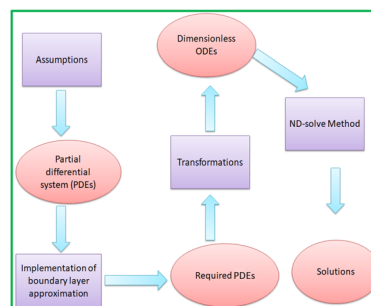 Assumptions
Partial
differential
system (PDEs)
Implementation of
boundary layer
approximation
Required PDEs
Transformations
Dimensionless
ODEs
ND-solve Method
Solutions